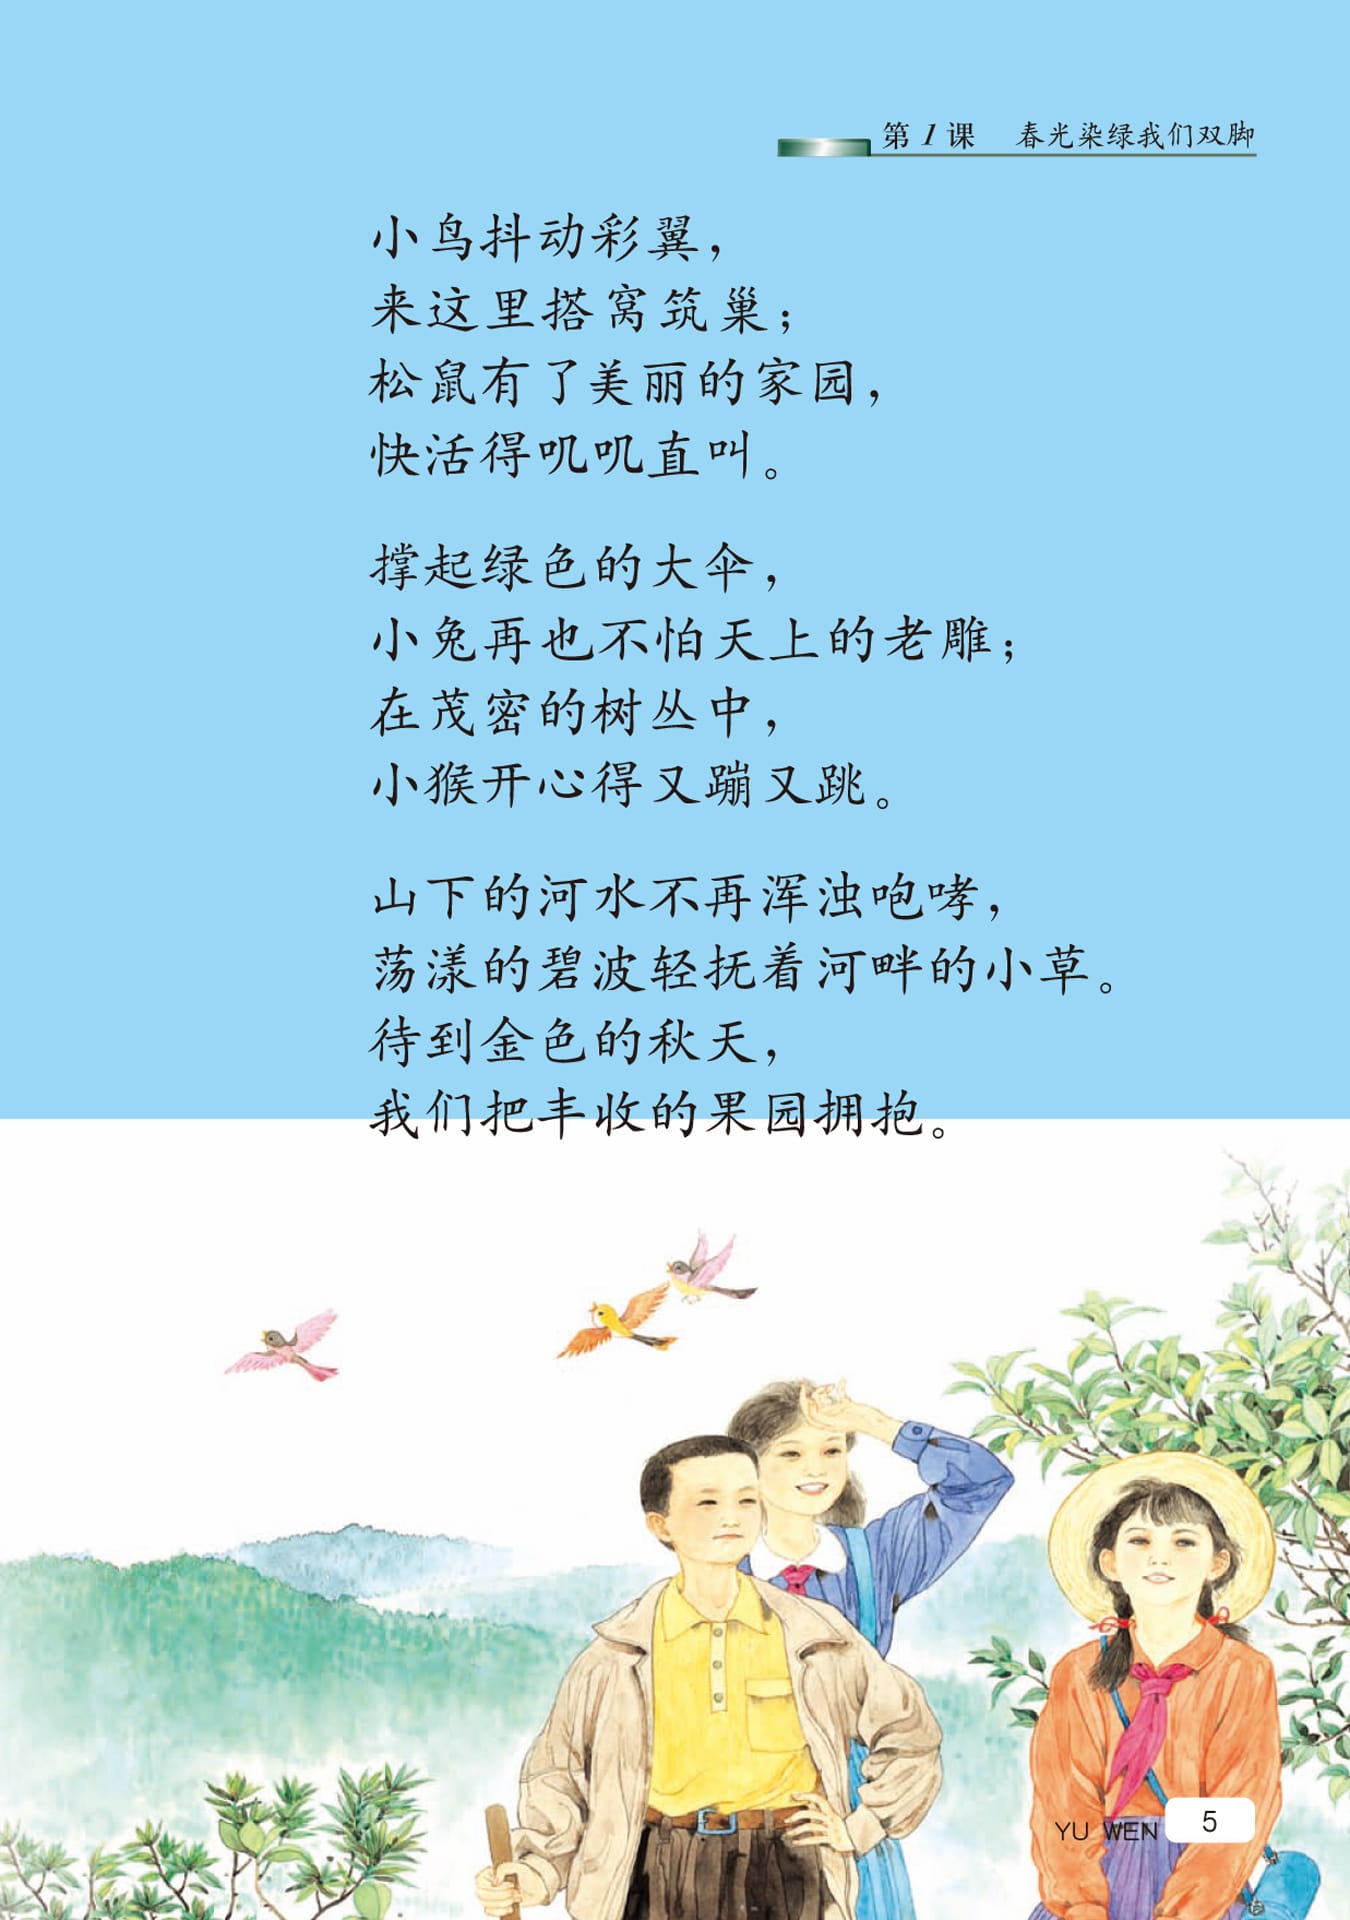 第1课 春光染绿我们双脚
小鸟抖动彩翼，
来这里搭窝筑巢；
松鼠有了美丽的家园，
快活得叽叽直叫。
撑起绿色的大伞，
小兔再也不怕天上的老雕；
在茂密的树丛中，
小猴开心得又蹦又跳。
山下的河水不再浑浊咆哮，
荡漾的碧波轻抚着河畔的小草。
待到金色的秋天，
我们把丰收的果园拥抱。
YU WEN 5